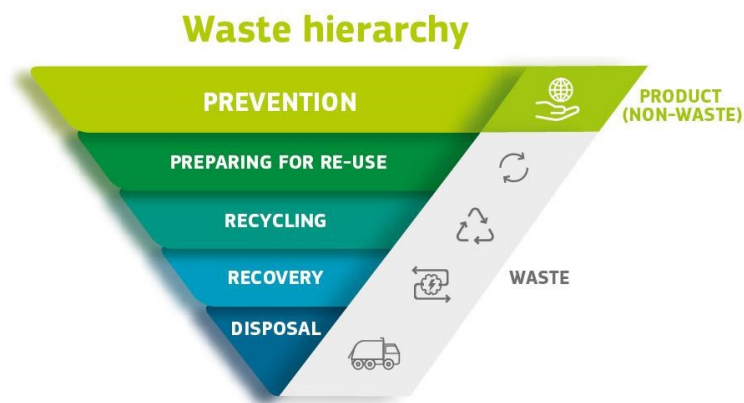 Waste hierarchy
PREVENTION
PRODUCT
(NON-WASTE)
PREPARING FOR RE-USE
RECYCLING
RECOVERY
WASTE
DISPOSAL